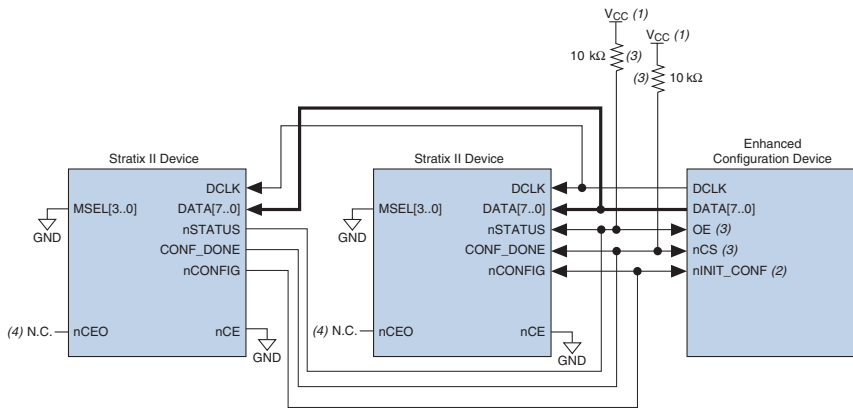 VCC (1)
VCC (1)
10 kΩ
(3)
(3)
10 kΩ
Stratix II Device
DCLK
MSEL[3..0]
DATA[7..0]
GND
nSTATUS
CONF_DONE
nCONFIG
(4) N.C.
nCEO
nCE
GND
Stratix II Device
DCLK
MSEL[3..0]
DATA[7..0]
GND
nSTATUS
CONF_DONE
nCONFIG
(4) N.C.
nCEO
nCE
GND
Enhanced
Configuration Device
DCLK
DATA[7..0]
OE (3)
nCS (3)
nINIT_CONF (2)